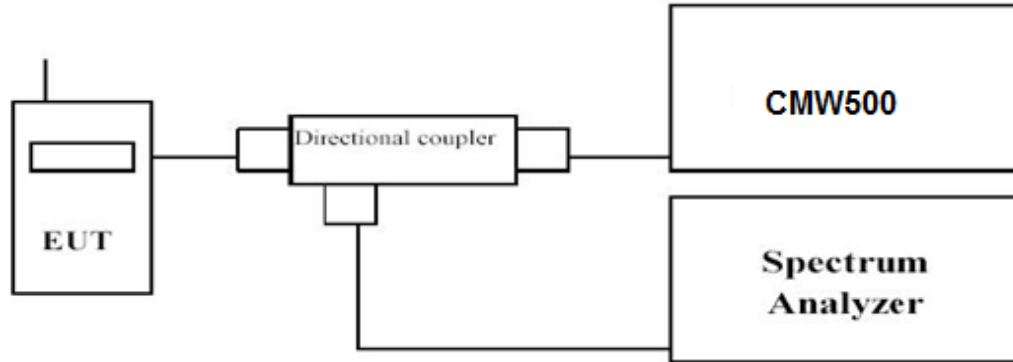 CMW500
Directional coupler
EUT
Spectrum
Analyzer